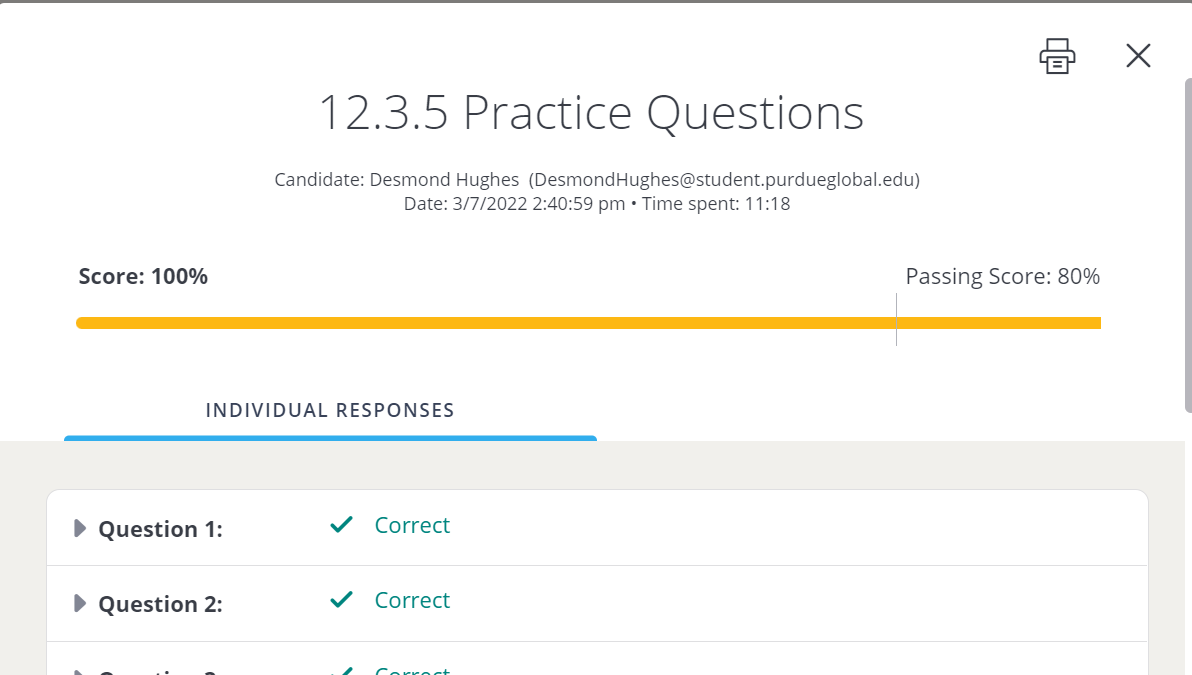 12.3.5 Practice Questions
Candidate: Desmond Hughes (DesmondHughes@student.purdueglobal.edu)
Date: 3/7/2022 2:40:59 pm • Time spent: 11:18
Score: 100%
Passing Score: 80%
INDIVIDUAL RESPONSES
Question 1:
Correct
Question 2:
Correct
Question 3:
Correct